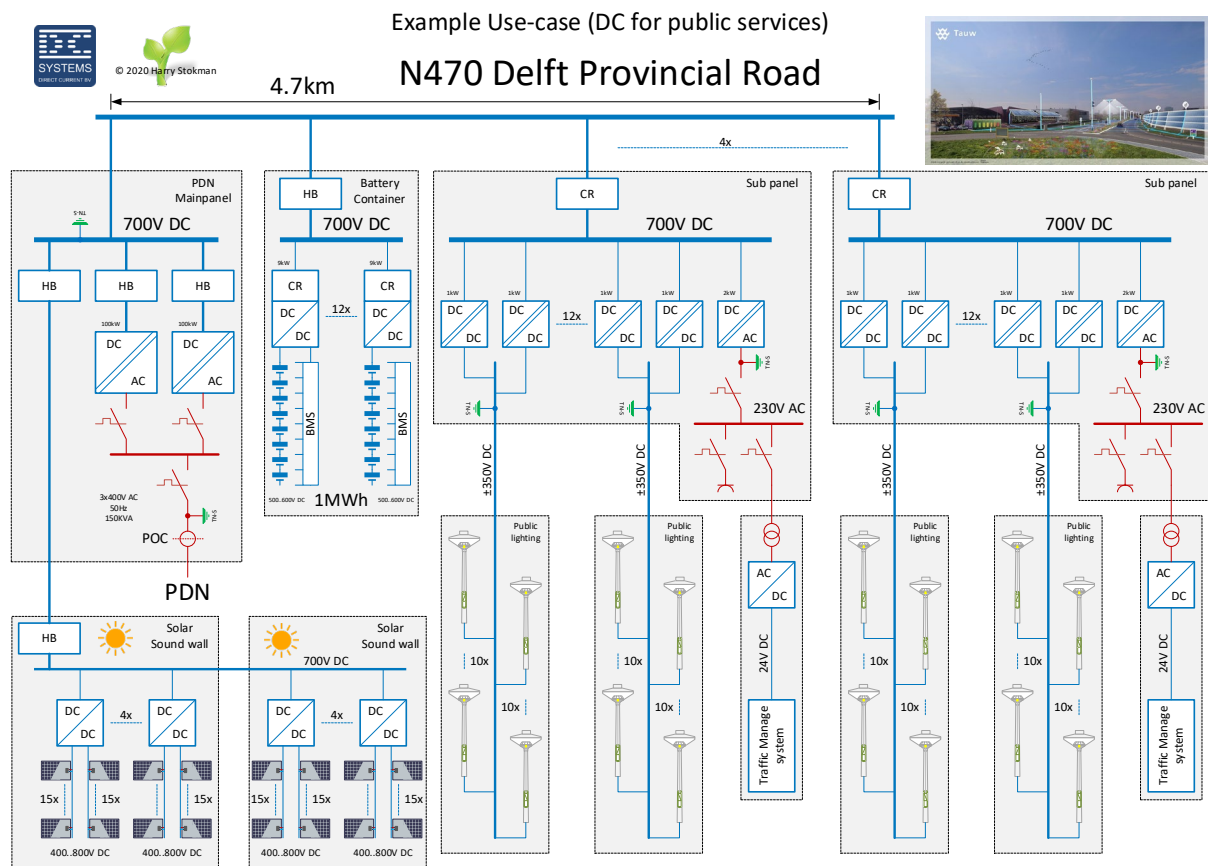 Example Use-case (DC for public services)
N470 Delft Provincial Road
DC
SYSTEMS
DIRECT CURRENT BV
© 2020 Harry Stokman
Tauw
4.7km
4x
PDN
Mainpanel
TN-S
700V DC
HB
HB
HB
100kW
100kW
DC
AC
DC
AC
3x400V AC
50Hz
150KVA
TN-S
POC
PDN
Battery
Container
HB
700V DC
9kW
9kW
CR
CR
DC
DC
12x
DC
DC
BMS
BMS
500..600V DC
1MWh
500..600V DC
Sub panel
CR
700V DC
1kW
1kW
1kW
1kW
2kW
DC
DC
DC
DC
12x
DC
DC
DC
DC
DC
AC
TN-S
TN-S
TN-S
230V AC
±350V DC
±350V DC
Public
lighting
10x
10x
Public
lighting
10x
10x
AC
DC
24V DC
Traffic Manage
system
Sub panel
CR
700V DC
1kW
1kW
1kW
1kW
2kW
DC
DC
DC
DC
12x
DC
DC
DC
DC
DC
AC
TN-S
TN-S
TN-S
230V AC
±350V DC
±350V DC
Public
lighting
10x
10x
Public
lighting
10x
10x
AC
DC
24V DC
Traffic Manage
system
HB
Solar
Sound wall
Solar
Sound wall
700V DC
DC
DC
4x
DC
DC
DC
DC
4x
DC
DC
15x
15x
15x
15x
15x
15x
15x
15x
400..800V DC
400..800V DC
400..800V DC
400..800V DC